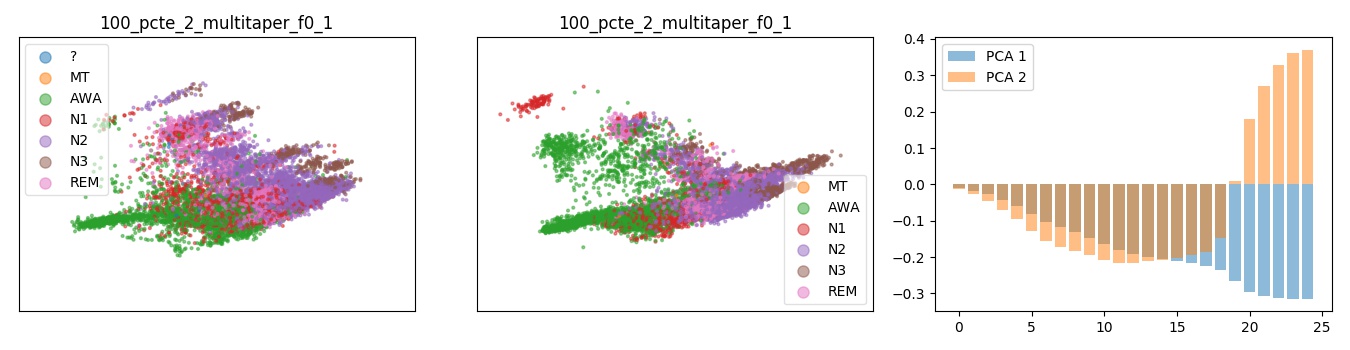 100_pcte_2_multitaper_f0_1
?
MT
AWA
N1
N2
N3
REM
100_pcte_2_multitaper_f0_1
MT
AWA
N1
N2
N3
REM
PCA 1
PCA 2
0.4
0.3
0.2
0.1
0.0
−0.1
−0.2
−0.3
0
5
10
15
20
25